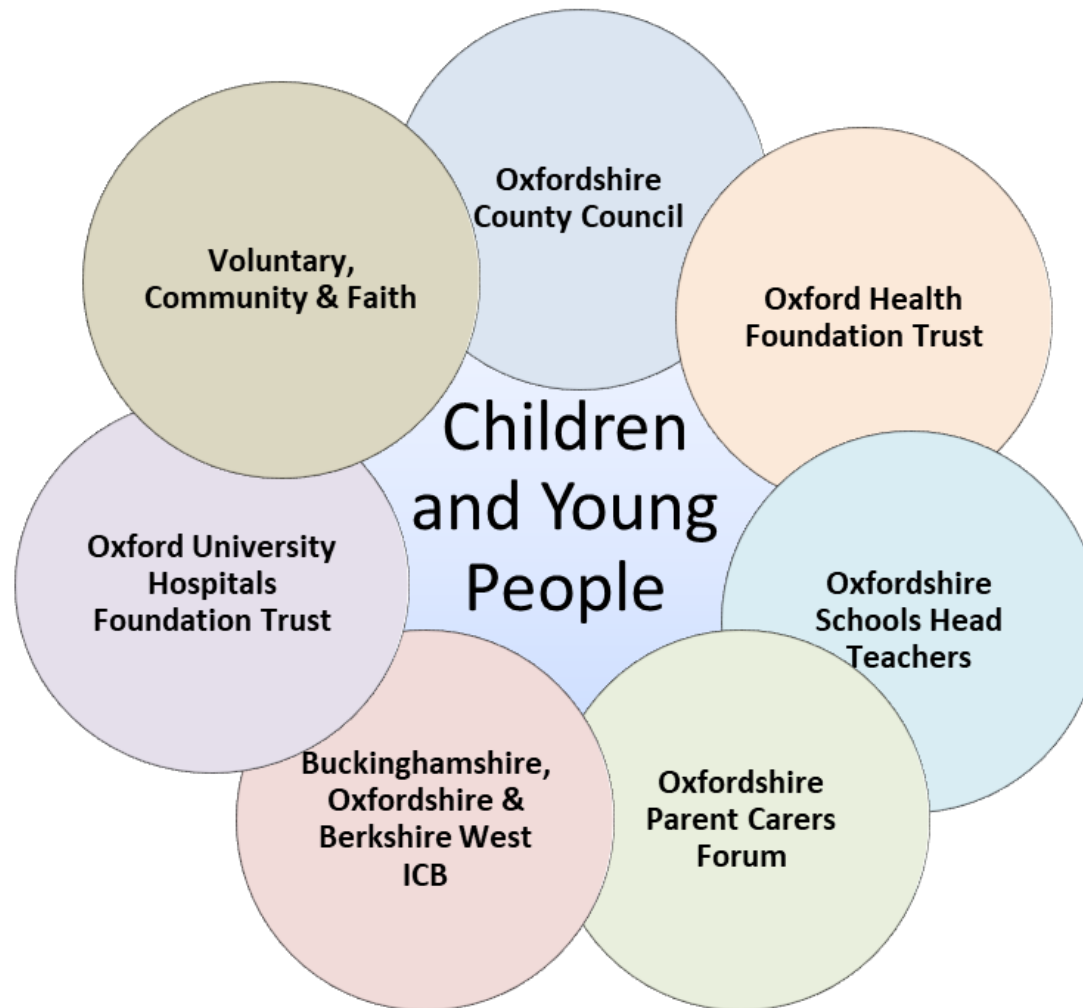 Oxfordshire
County Council
Oxford Health
Foundation Trust
Oxfordshire
Schools Head
Teachers
Oxfordshire
Parent Carers
Forum
Buckinghamshire,
Oxfordshire &
Berkshire West
ICB
Oxford University
Hospitals
Foundation Trust
Voluntary,
Community & Faith
Children
and Young
People